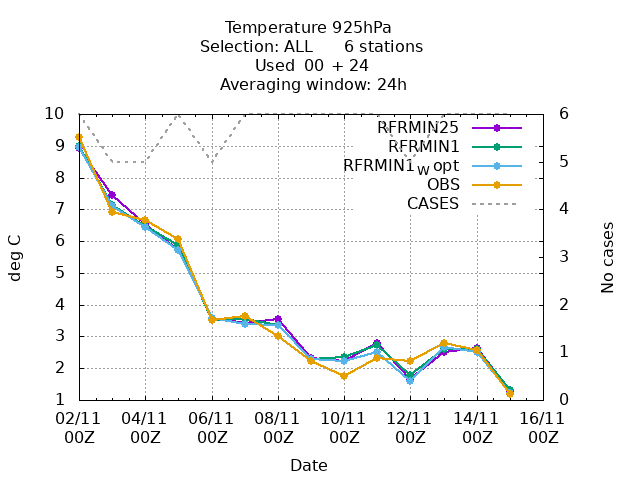 Temperature 925hPa
Selection: ALL 6 stations
Used 00 + 24
Averaging window: 24h
10
9
8
7
6
5
4
3
2
1
deg C
6
5
4
3
2
1
0
No cases
RFRMIN25
RFRMIN1
RFRMIN1W opt
OBS
CASES
02/11 04/11 06/11 08/11 10/11 12/11 14/11 16/11
00Z 00Z 00Z 00Z 00Z 00Z 00Z 00Z
Date